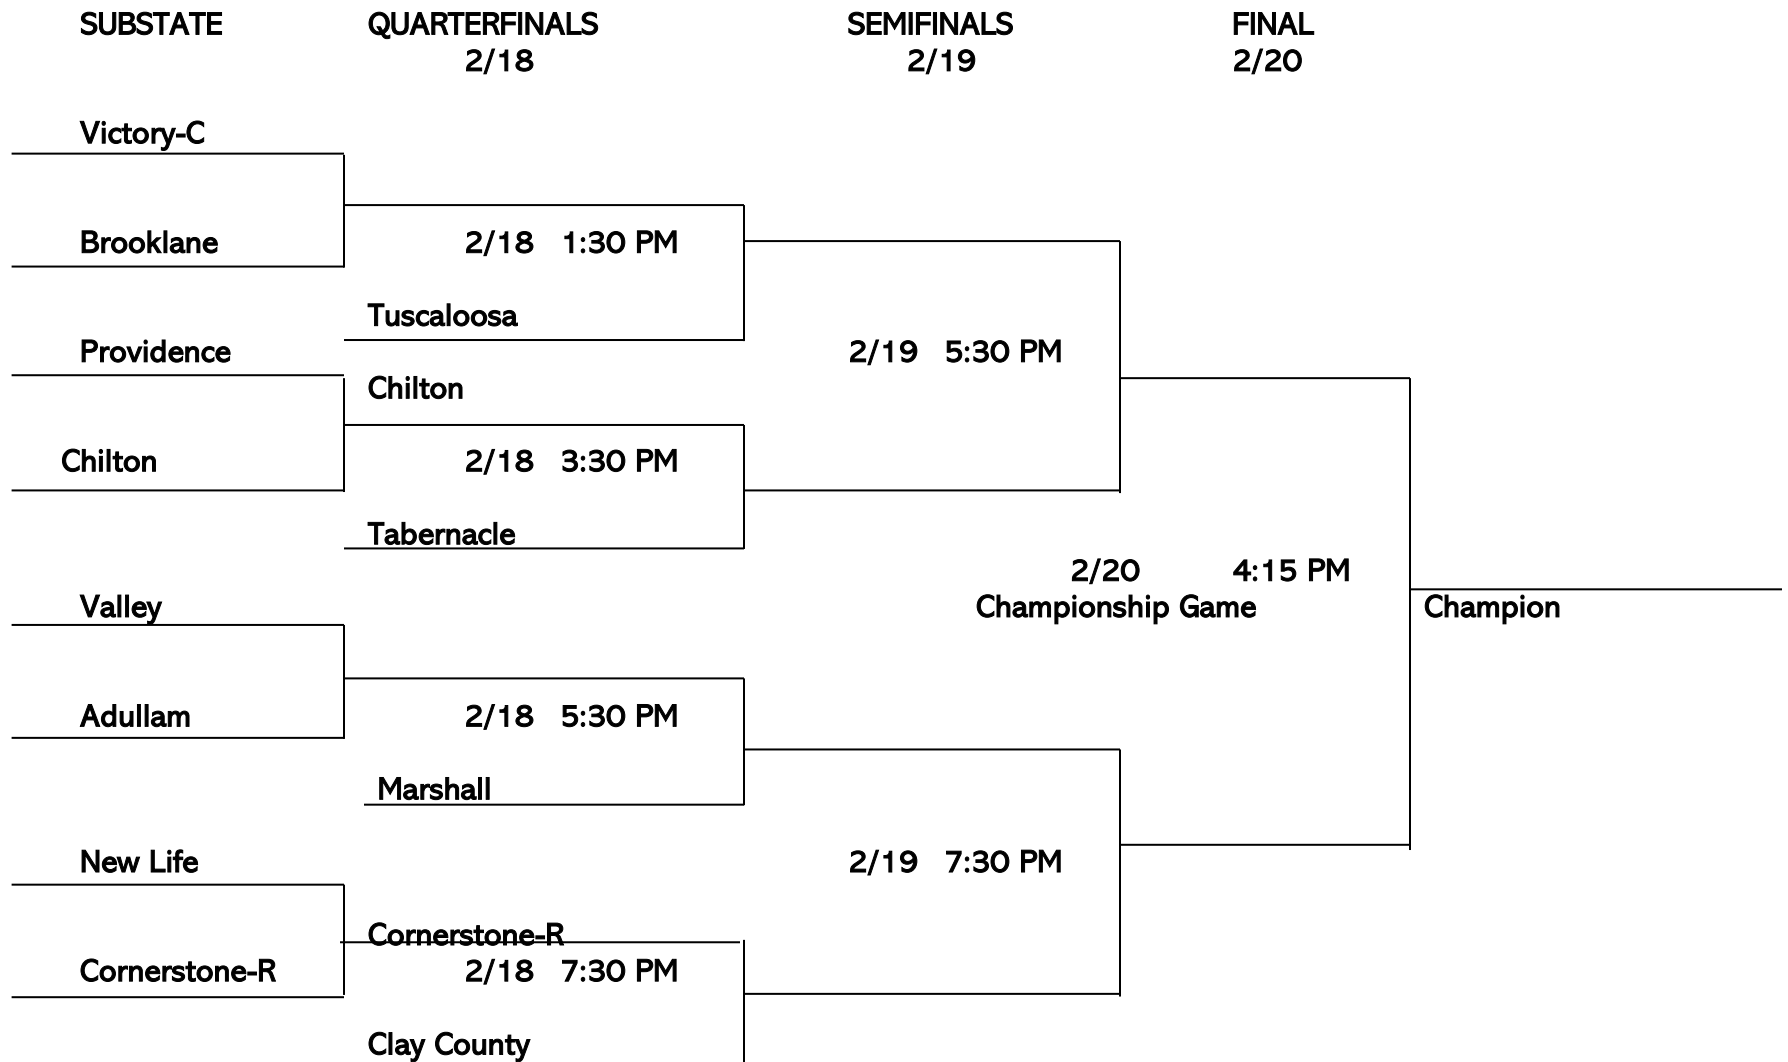 SUBSTATE QUARTERFINALS SEMIFINALS FINAL
2/18 2/19 2/20
Victory-C
Brooklane 2/18 1:30 PM
Tuscaloosa
Providence 2/19 5:30 PM
Chilton
Chilton 2/18 3:30 PM
Tabernacle
2/20 4:15 PM
Valley Championship Game Champion
Adullam 2/18 5:30 PM
Marshall
New Life 2/19 7:30 PM
Cornerstone-R
Cornerstone-R 2/18 7:30 PM
Clay County